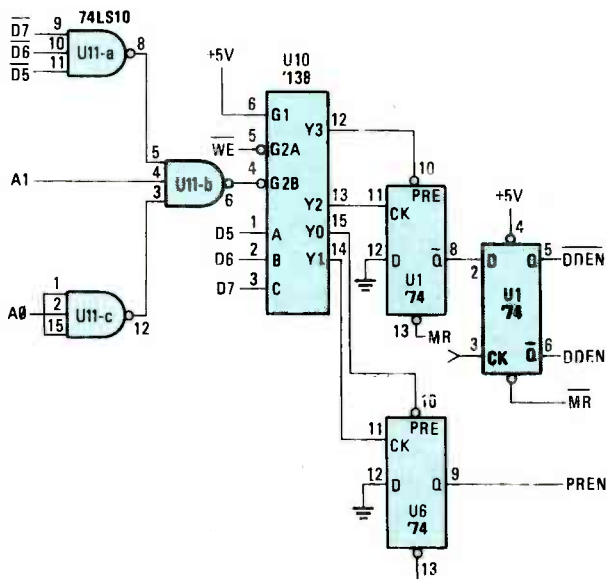 74LS10
D7 9
D6 10 U11-a 8
D5 11
U10
'138
+5V
6 G1
WE 5 G2A
4 G2B
Y3 12
Y2 13
Y0 15
Y1 14
D5 1 A
D6 2 B
D7 3 C
5
A1 4 U11-b 6
3
1
A0 2 U11-c 12
15
10
PRE
11 CK
12 D Q 8
U1
'74
13 MR
+5V
4
2 D Q 5 DDEN
U1
'74
3 CK Q 6 DDEN
MR
10
PRE
11 CK
12 D Q 9 PREN
U6
'74
13